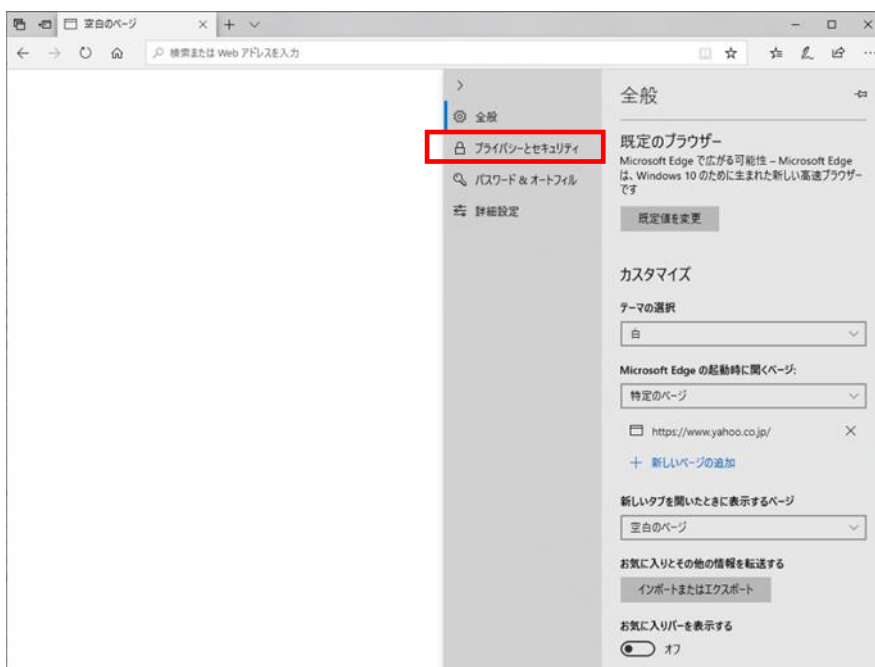 空白のページ
検索または Web アドレスを入力
全般
プライバシーとセキュリティ
パスワード & オートフィル
詳細設定
全般
既定のブラウザー
Microsoft Edge で広がる可能性 – Microsoft Edge
は、Windows 10 のために生まれた新しい高速ブラウザー
です
既定値を変更
カスタマイズ
テーマの選択
白
Microsoft Edge の起動時に開くページ:
特定のページ
https://www.yahoo.co.jp/
新しいページの追加
新しいタブを開いたときに表示するページ
空白のページ
お気に入りとその他の情報を転送する
インポートまたはエクスポート
お気に入りバーを表示する
オフ